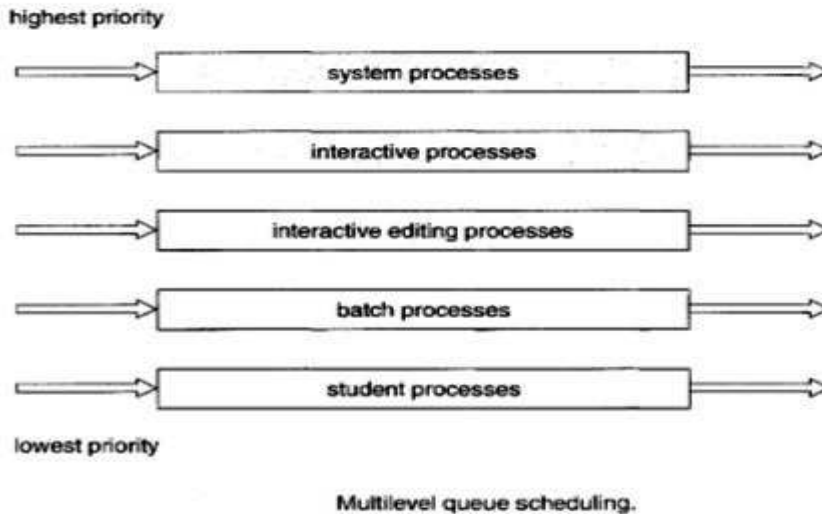 highest priority
system processes
interactive processes
interactive editing processes
batch processes
student processes
lowest priority
Multilevel queue scheduling.